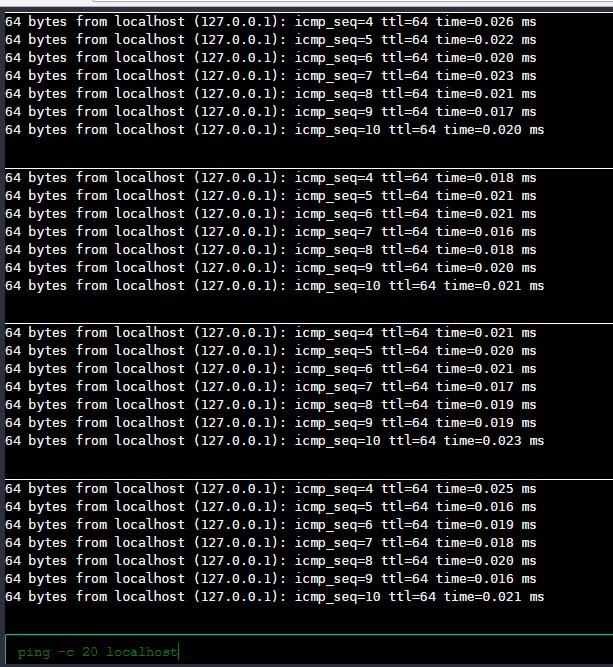 64 bytes from localhost (127.0.0.1): icmp_seq=4 ttl=64 time=0.026 ms
64 bytes from localhost (127.0.0.1): icmp_seq=5 ttl=64 time=0.022 ms
64 bytes from localhost (127.0.0.1): icmp_seq=6 ttl=64 time=0.020 ms
64 bytes from localhost (127.0.0.1): icmp_seq=7 ttl=64 time=0.023 ms
64 bytes from localhost (127.0.0.1): icmp_seq=8 ttl=64 time=0.021 ms
64 bytes from localhost (127.0.0.1): icmp_seq=9 ttl=64 time=0.017 ms
64 bytes from localhost (127.0.0.1): icmp_seq=10 ttl=64 time=0.020 ms
64 bytes from localhost (127.0.0.1): icmp_seq=4 ttl=64 time=0.018 ms
64 bytes from localhost (127.0.0.1): icmp_seq=5 ttl=64 time=0.021 ms
64 bytes from localhost (127.0.0.1): icmp_seq=6 ttl=64 time=0.021 ms
64 bytes from localhost (127.0.0.1): icmp_seq=7 ttl=64 time=0.016 ms
64 bytes from localhost (127.0.0.1): icmp_seq=8 ttl=64 time=0.018 ms
64 bytes from localhost (127.0.0.1): icmp_seq=9 ttl=64 time=0.020 ms
64 bytes from localhost (127.0.0.1): icmp_seq=10 ttl=64 time=0.021 ms
64 bytes from localhost (127.0.0.1): icmp_seq=4 ttl=64 time=0.021 ms
64 bytes from localhost (127.0.0.1): icmp_seq=5 ttl=64 time=0.020 ms
64 bytes from localhost (127.0.0.1): icmp_seq=6 ttl=64 time=0.021 ms
64 bytes from localhost (127.0.0.1): icmp_seq=7 ttl=64 time=0.017 ms
64 bytes from localhost (127.0.0.1): icmp_seq=8 ttl=64 time=0.019 ms
64 bytes from localhost (127.0.0.1): icmp_seq=9 ttl=64 time=0.019 ms
64 bytes from localhost (127.0.0.1): icmp_seq=10 ttl=64 time=0.023 ms
64 bytes from localhost (127.0.0.1): icmp_seq=4 ttl=64 time=0.025 ms
64 bytes from localhost (127.0.0.1): icmp_seq=5 ttl=64 time=0.016 ms
64 bytes from localhost (127.0.0.1): icmp_seq=6 ttl=64 time=0.019 ms
64 bytes from localhost (127.0.0.1): icmp_seq=7 ttl=64 time=0.018 ms
64 bytes from localhost (127.0.0.1): icmp_seq=8 ttl=64 time=0.020 ms
64 bytes from localhost (127.0.0.1): icmp_seq=9 ttl=64 time=0.016 ms
64 bytes from localhost (127.0.0.1): icmp_seq=10 ttl=64 time=0.021 ms
ping -c 20 localhost